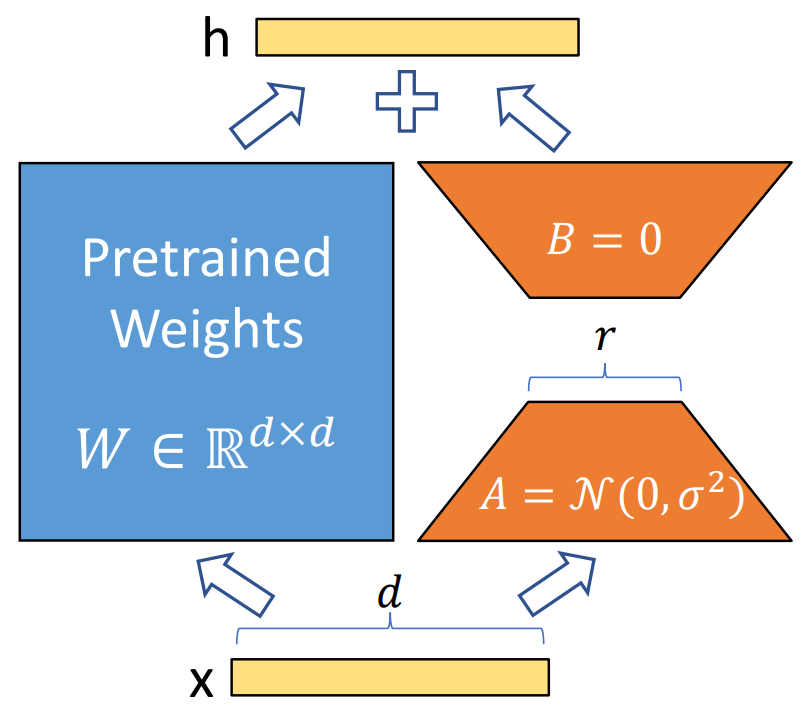 h
Pretrained
Weights
W ∈ ℝ^{d×d}
B = 0
r
A = 𝒩(0, σ²)
d
x